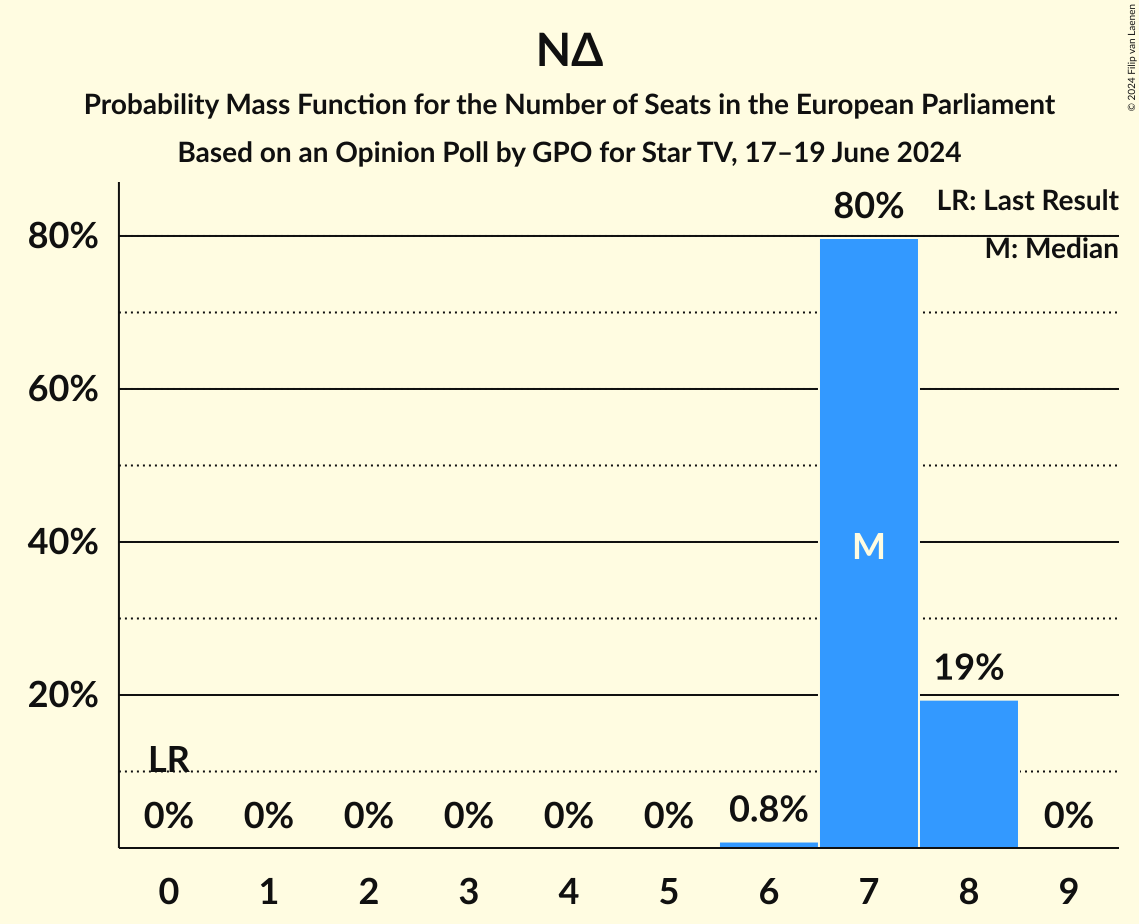 ΝΔ
Probability Mass Function for the Number of Seats in the European Parliament
Based on an Opinion Poll by GPO for Star TV, 17–19 June 2024
© 2024 Filip van Laenen
LR: Last Result
M: Median
80%
60%
40%
20%
LR
0% 0% 0% 0% 0% 0% 0.8% 80% 19% 0%
M
0 1 2 3 4 5 6 7 8 9